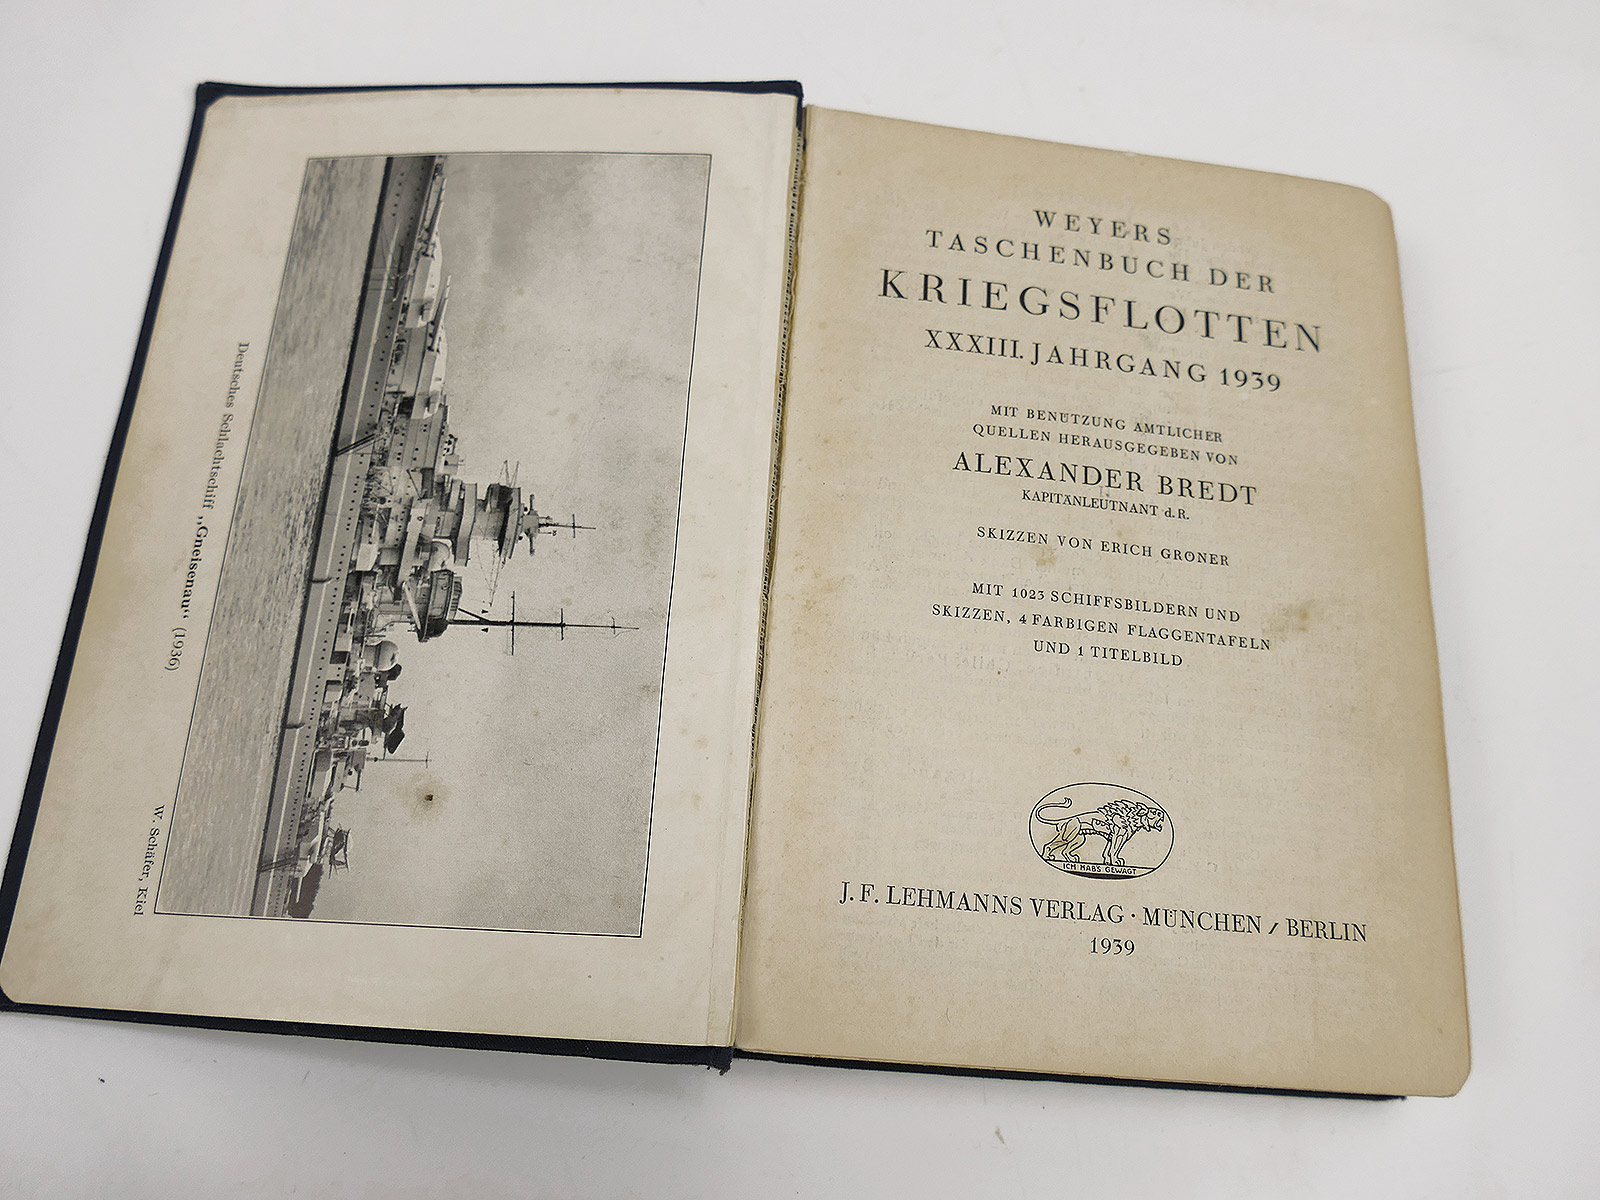 Deutsches Schlachtschiff „Gneisenau“ (1936)
W. Schäfer, Kiel
WEYERS
TASCHENBUCH DER
KRIEGSFLOTTEN
XXXIII. JAHRGANG 1939
MIT BENÜTZUNG AMTLICHER
QUELLEN HERAUSGEGEBEN VON
ALEXANDER BREDT
KAPITÄNLEUTNANT d. R.
SKIZZEN VON ERICH GRÖNER
MIT 1023 SCHIFFSBILDERN UND
SKIZZEN, 4 FARBIGEN FLAGGENTAFELN
UND 1 TITELBILD
ICH HAB'S GEWAGT
J. F. LEHMANNS VERLAG · MÜNCHEN / BERLIN
1939